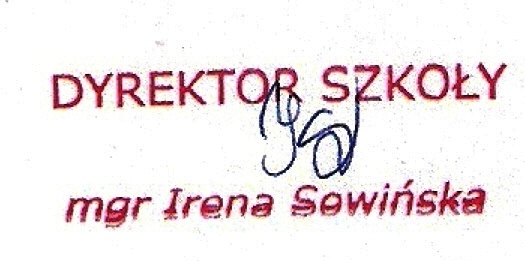 DYREKTOR SZKOŁY
mgr Irena Sowińska